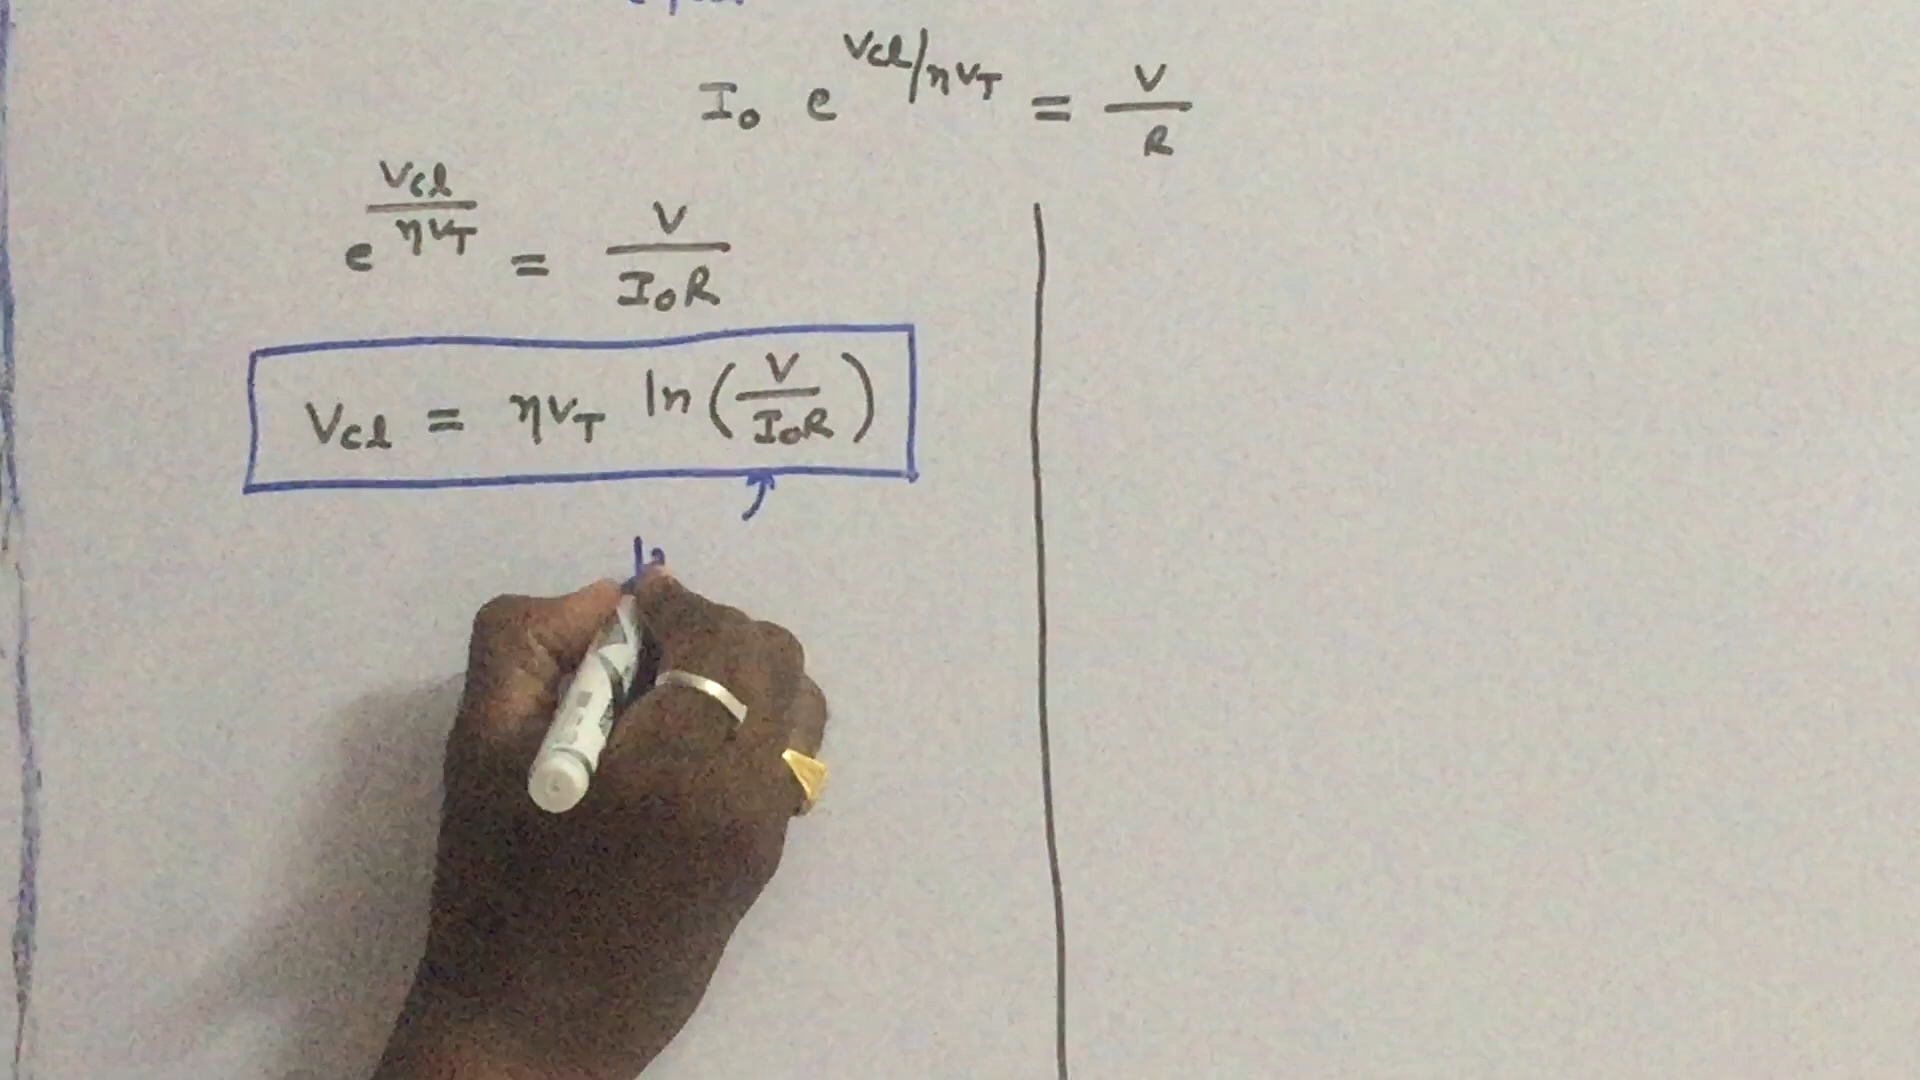 I₀ e^(Vcl/ηVT) = V/R
e^(Vcl/ηVT) = V/(I₀R)
Vcl = ηVT ln(V/(I₀R))